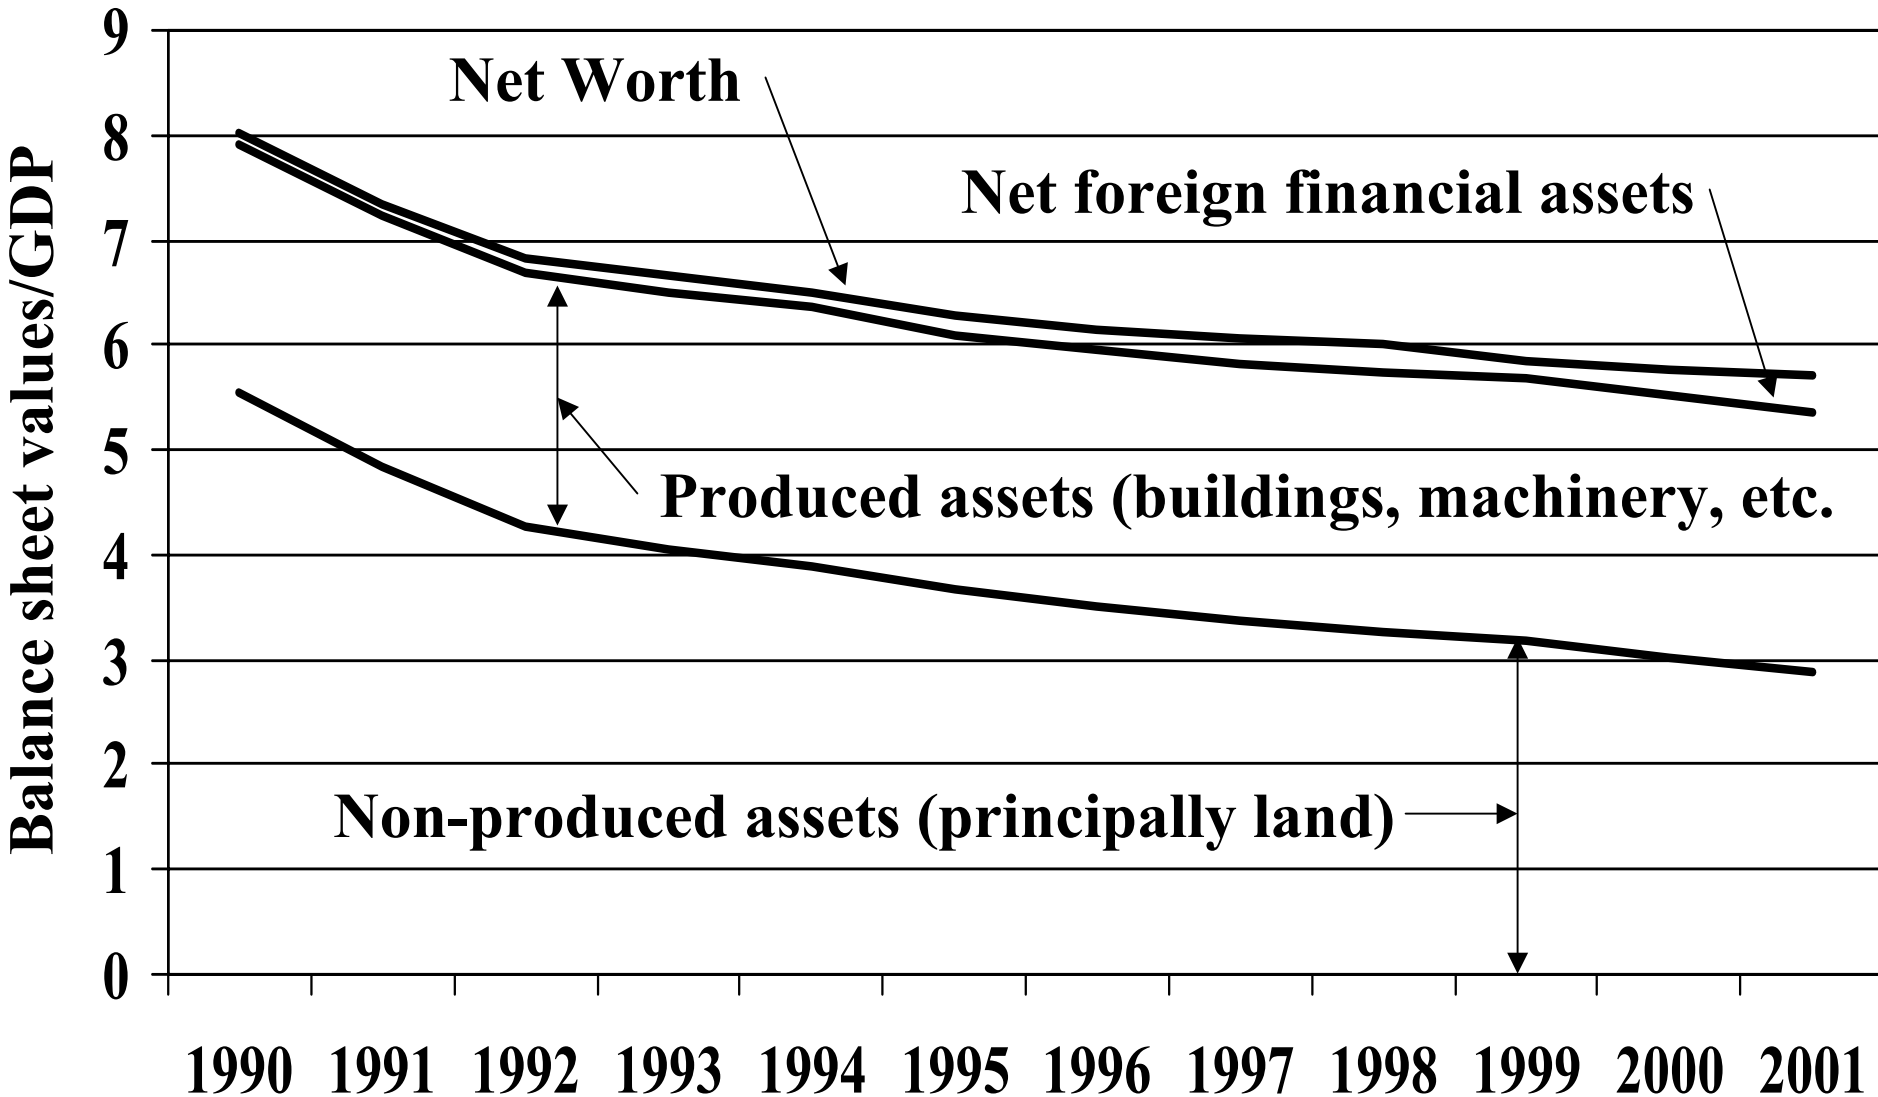 Balance sheet values/GDP
9
8
7
6
5
4
3
2
1
0
Net Worth
Net foreign financial assets
Produced assets (buildings, machinery, etc.
Non-produced assets (principally land)
1990 1991 1992 1993 1994 1995 1996 1997 1998 1999 2000 2001